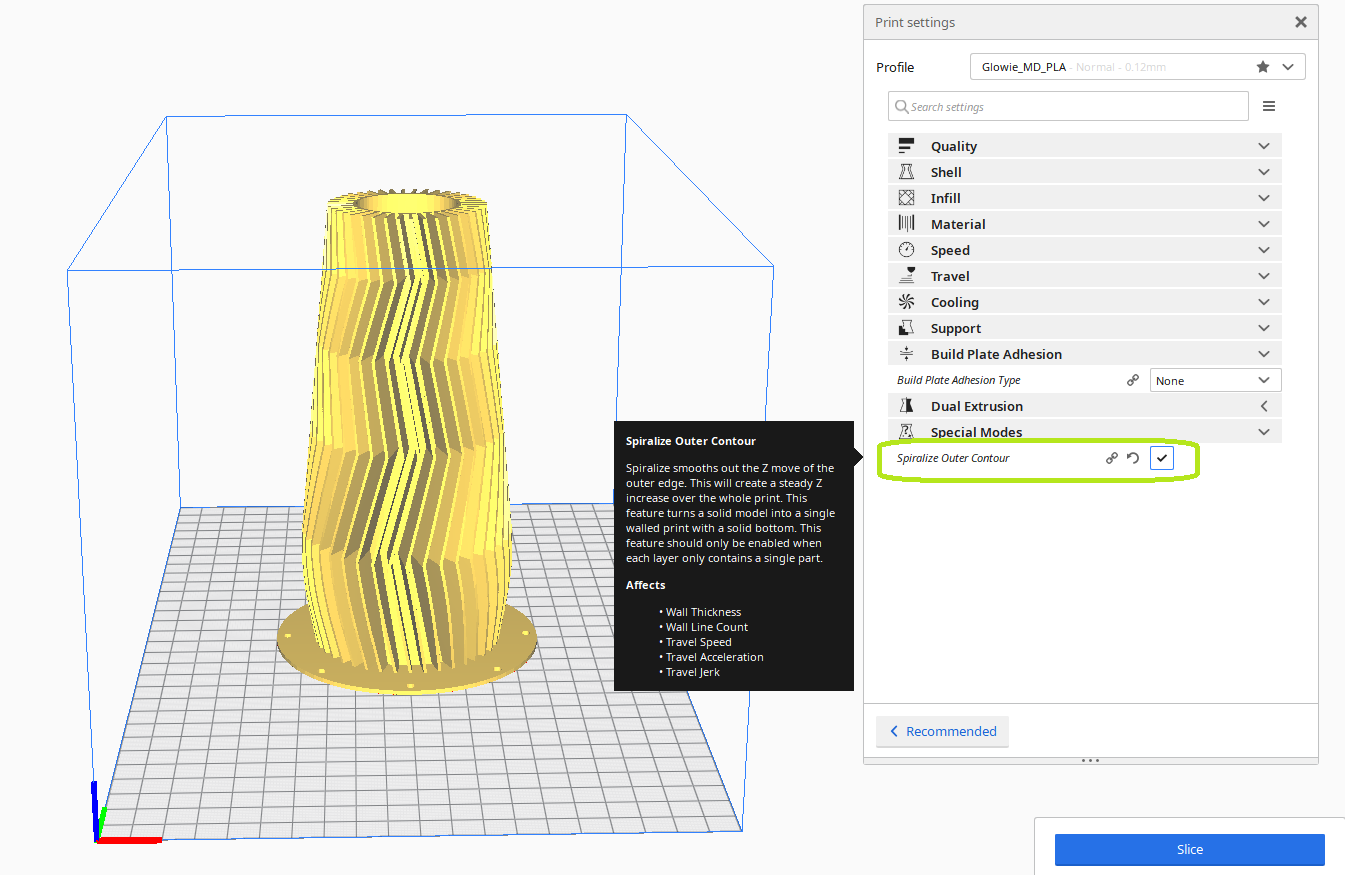 Print settings
Profile
Glowie_MD_PLA - Normal - 0.12mm
Search settings
Quality
Shell
Infill
Material
Speed
Travel
Cooling
Support
Build Plate Adhesion
Build Plate Adhesion Type
None
Dual Extrusion
Special Modes
Spiralize Outer Contour
Spiralize Outer Contour
Spiralize smooths out the Z move of the
outer edge. This will create a steady Z
increase over the whole print. This
feature turns a solid model into a single
walled print with a solid bottom. This
feature should only be enabled when
each layer only contains a single part.
Affects
• Wall Thickness
• Wall Line Count
• Travel Speed
• Travel Acceleration
• Travel Jerk
Recommended
Slice